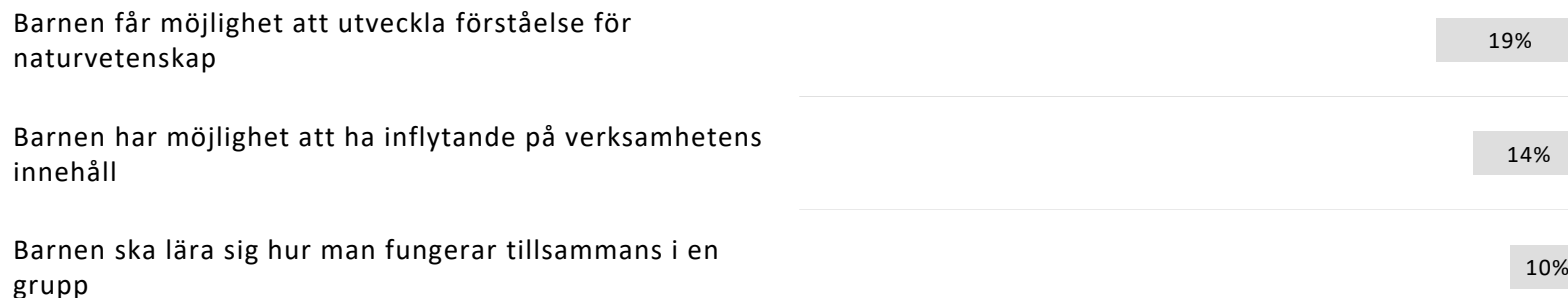 Barnen får möjlighet att utveckla förståelse för
naturvetenskap
19%
Barnen har möjlighet att ha inflytande på verksamhetens
innehåll
14%
Barnen ska lära sig hur man fungerar tillsammans i en
grupp
10%